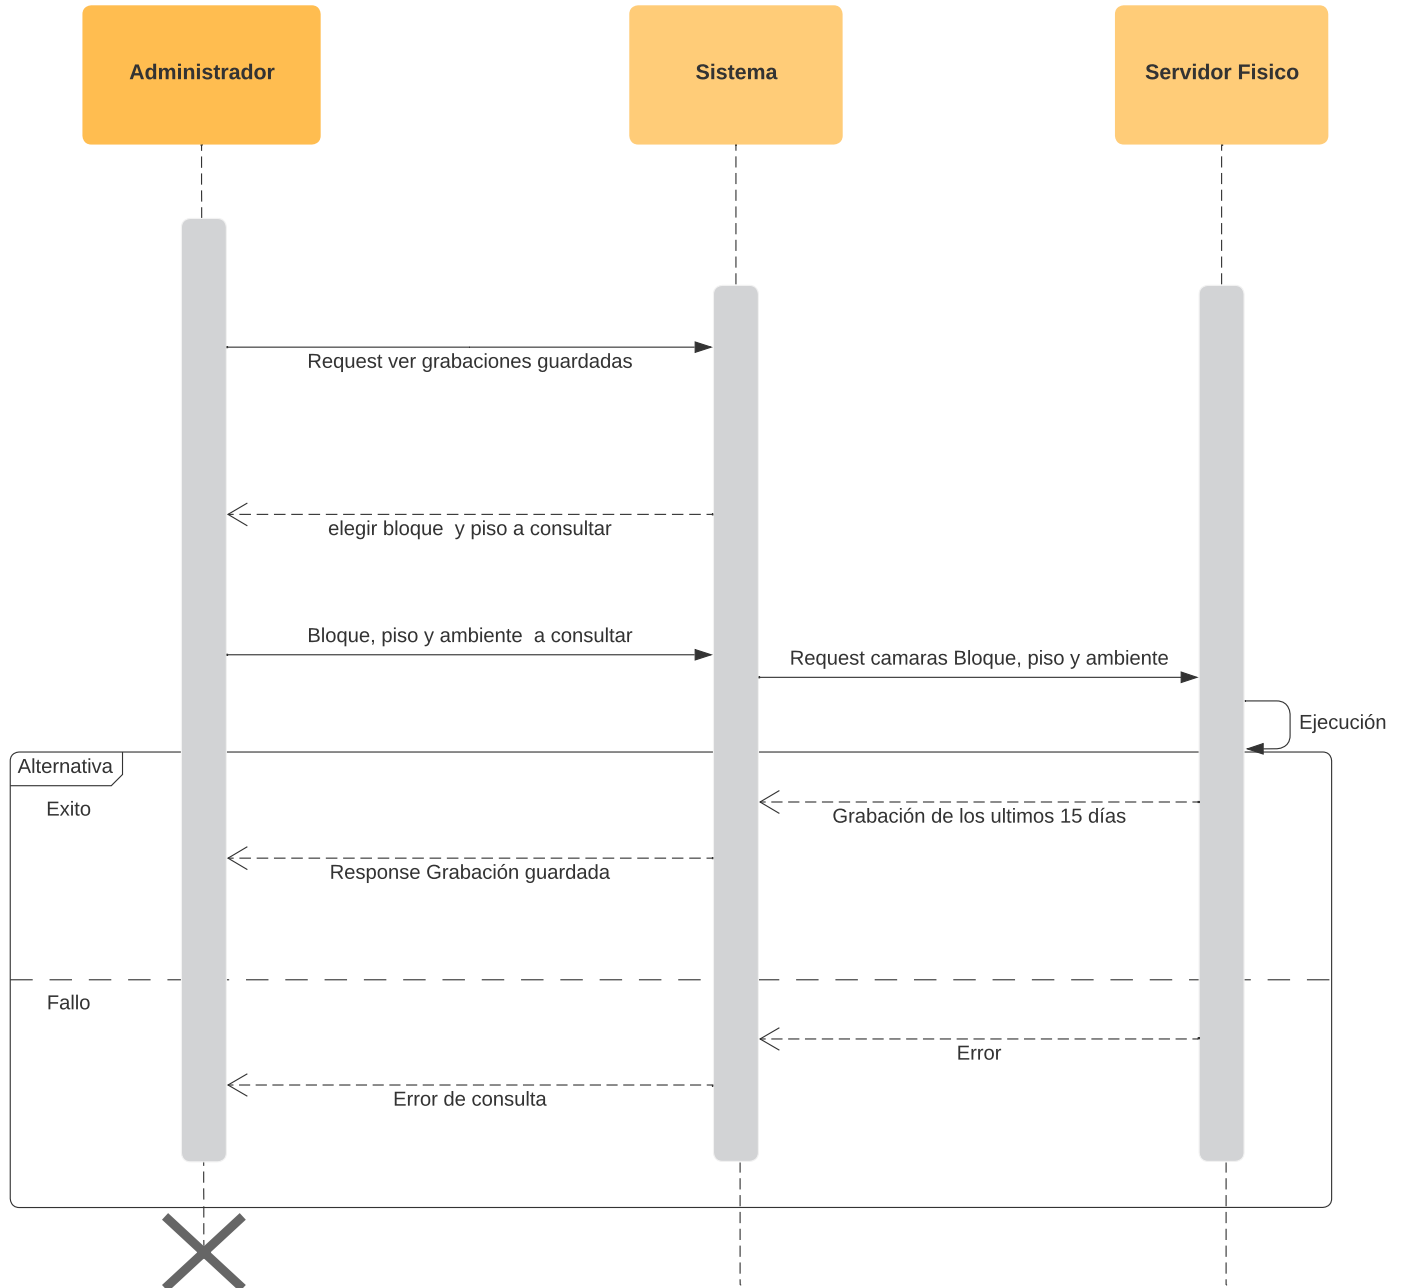 Administrador
Sistema
Servidor Fisico
Request ver grabaciones guardadas
elegir bloque  y piso a consultar
Bloque, piso y ambiente  a consultar
Request camaras Bloque, piso y ambiente
Ejecución
Alternativa
Exito
Grabación de los ultimos 15 días
Response Grabación guardada
Fallo
Error
Error de consulta